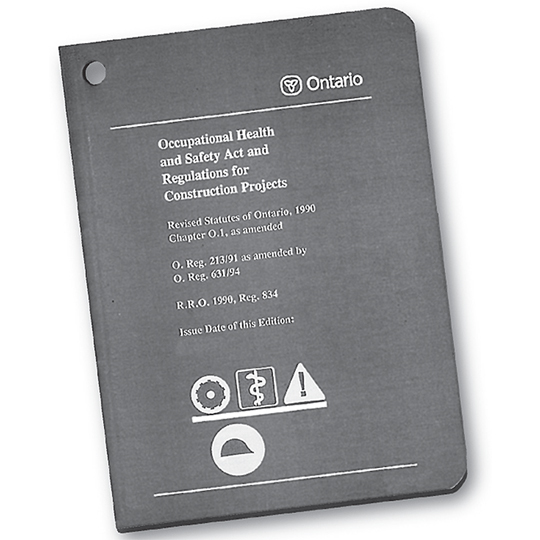 Ontario
Occupational Health
and Safety Act and
Regulations for
Construction Projects
Revised Statutes of Ontario, 1990
Chapter O.1, as amended
O. Reg. 213/91 as amended by
O. Reg. 631/94
R.R.O. 1990, Reg. 834
Issue Date of this Edition: